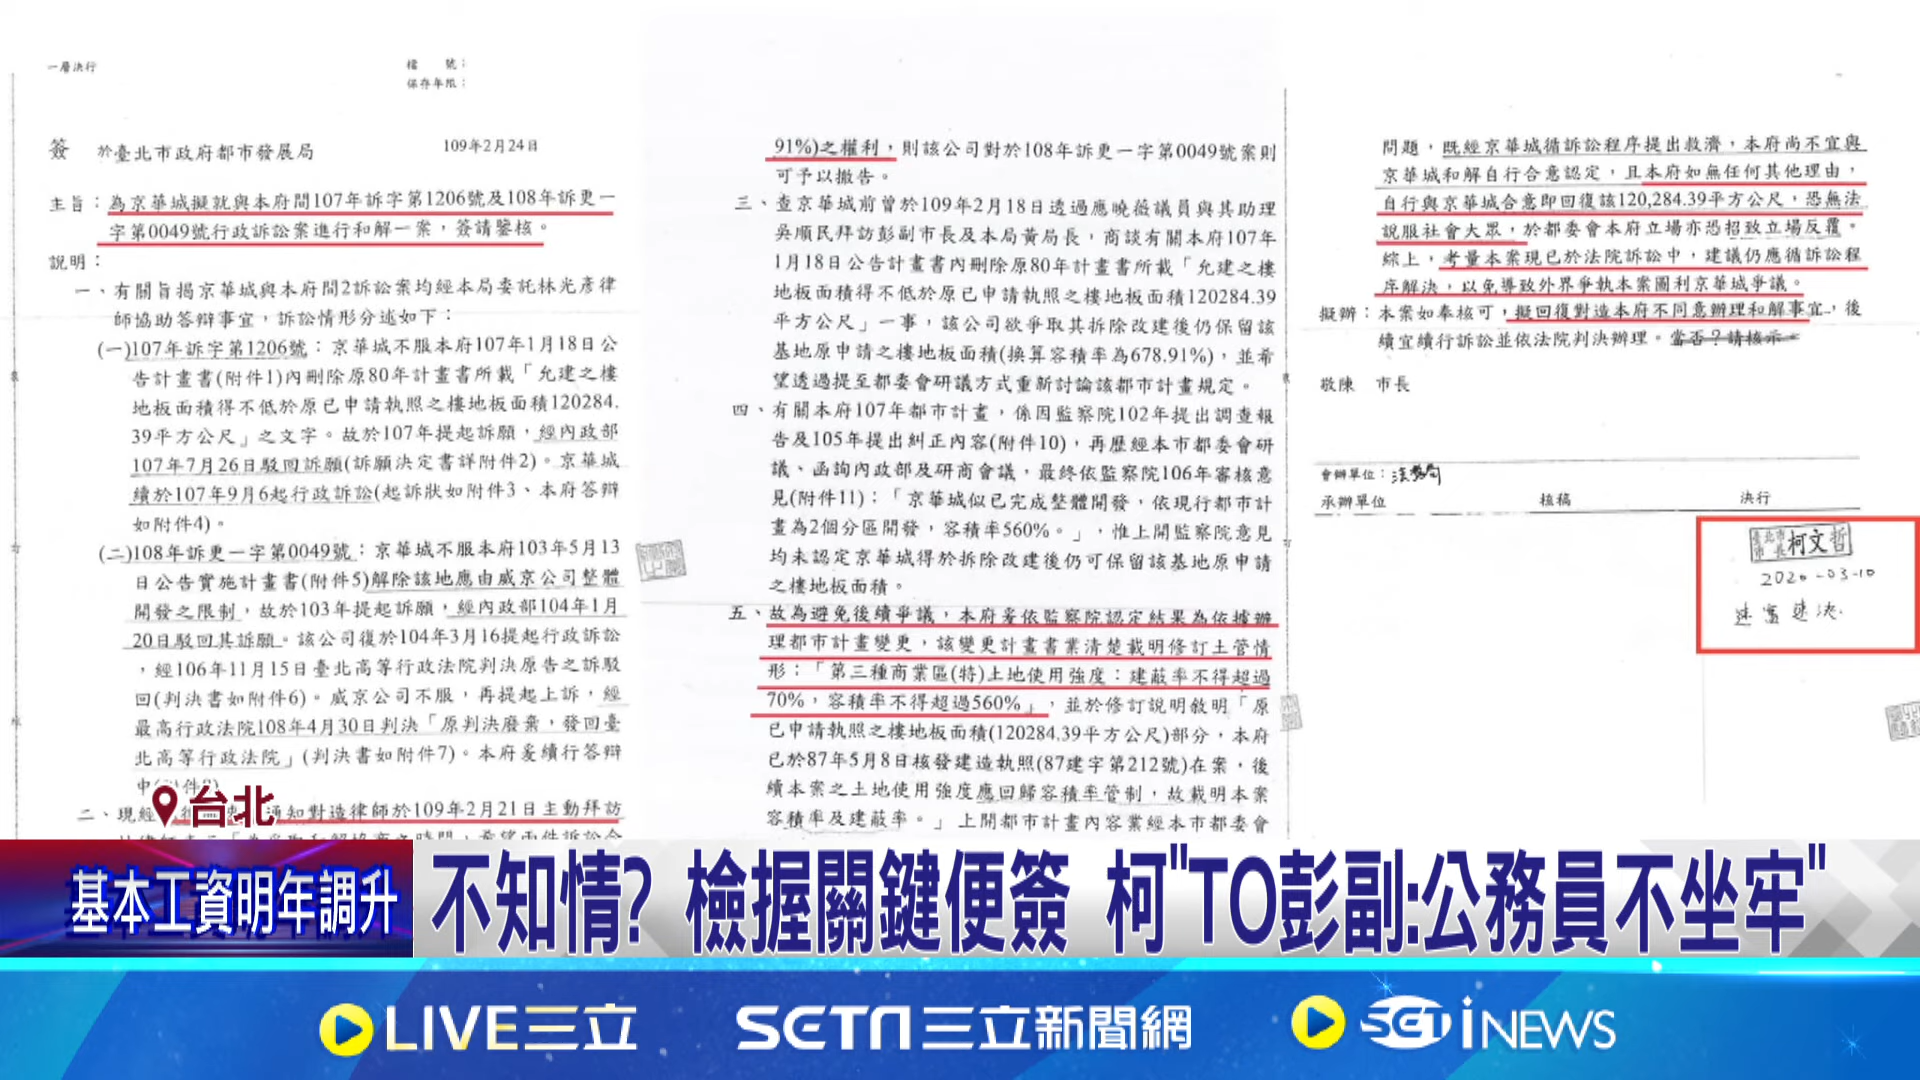 一層決行
檔　　號：
保存年限：
簽　於臺北市政府都市發展局　　109年2月24日
主旨：為京華城擬就與本府間107年訴字第1206號及108年訴更一
字第0049號行政訴訟案進行和解一案，簽請鑒核。
說明：
一、有關旨揭京華城與本府間2訴訟案均經本局委託林光彥律
師協助答辯事宜，訴訟情形分述如下：
(一)107年訴字第1206號：京華城不服本府107年1月18日公
告計畫書(附件1)內刪除原80年計畫書所載「允建之樓
地板面積得不低於原已申請執照之樓地板面積120284.
39平方公尺」之文字。故於107年提起訴願，經內政部
107年7月26日駁回訴願(訴願決定書詳附件2)。京華城
續於107年9月6起行政訴訟(起訴狀如附件3、本府答辯
如附件4)。
(二)108年訴更一字第0049號：京華城不服本府103年5月13
日公告實施計畫書(附件5)解除該地應由威京公司整體
開發之限制，故於103年提起訴願，經內政部104年1月
20日駁回其訴願。該公司復於104年3月16提起行政訴訟
，經106年11月15日臺北高等行政法院判決原告之訴駁
回(判決書如附件6)。威京公司不服，再提起上訴，經
最高行政法院108年4月30日判決「原判決廢棄，發回臺
北高等行政法院」(判決書如附件7)。本府爰續行答辯
中
二、現經　通知對造律師於109年2月21日主動拜訪
91%)之權利，則該公司對於108年訴更一字第0049號案則
可予以撤告。
三、查京華城前曾於109年2月18日透過應曉薇議員與其助理
吳順民拜訪彭副市長及本局黃局長，商談有關本府107年
1月18日公告計畫書內刪除原80年計畫書所載「允建之樓
地板面積得不低於原已申請執照之樓地板面積120284.39
平方公尺」一事，該公司欲爭取其拆除改建後仍保留該
基地原申請之樓地板面積(換算容積率為678.91%)，並希
望透過提至都委會研議方式重新討論該都市計畫規定。
四、有關本府107年都市計畫，係因監察院102年提出調查報
告及105年提出糾正內容(附件10)，再歷經本市都委會研
議、函詢內政部及研商會議，最終依監察院106年審核意
見(附件11)：「京華城似已完成整體開發，依現行都市計
畫為2個分區開發，容積率560%。」，惟上開監察院意見
均未認定京華城得於拆除改建後仍可保留該基地原申請
之樓地板面積。
五、故為避免後續爭議，本府爰依監察院認定結果為依據辦
理都市計畫變更，該變更計畫書業清楚載明修訂土管情
形：「第三種商業區(特)土地使用強度：建蔽率不得超過
70%，容積率不得超過560%」，並於修訂說明敘明「原
已申請執照之樓地板面積(120284.39平方公尺)部分，本府
已於87年5月8日核發建造執照(87建字第212號)在案，後
續本案之土地使用強度應回歸容積率管制，故載明本案
容積率及建蔽率。」上開都市計畫內容業經本市都委會
問題，既經京華城循訴訟程序提出救濟，本府尚不宜與
京華城和解自行合意認定，且本府如無任何其他理由，
自行與京華城合意即回復該120,284.39平方公尺，恐無法
說服社會大眾，於都委會本府立場亦恐招致立場反覆。
綜上，考量本案現已於法院訴訟中，建議仍應循訴訟程
序解決，以免導致外界爭執本案圖利京華城爭議。
擬辦：本案如奉核可，擬回復對造本府不同意辦理和解事宜，後
續宜續行訴訟並依法院判決辦理。當否？請核示。
敬陳　市長
會辦單位：法務局
承辦單位　核稿　決行
臺北市市長柯文哲
2020-03-10
速審速決.
台北
基本工資明年調升
不知情? 檢握關鍵便簽 柯"TO彭副:公務員不坐牢"
LIVE三立
SETN三立新聞網
SET iNEWS